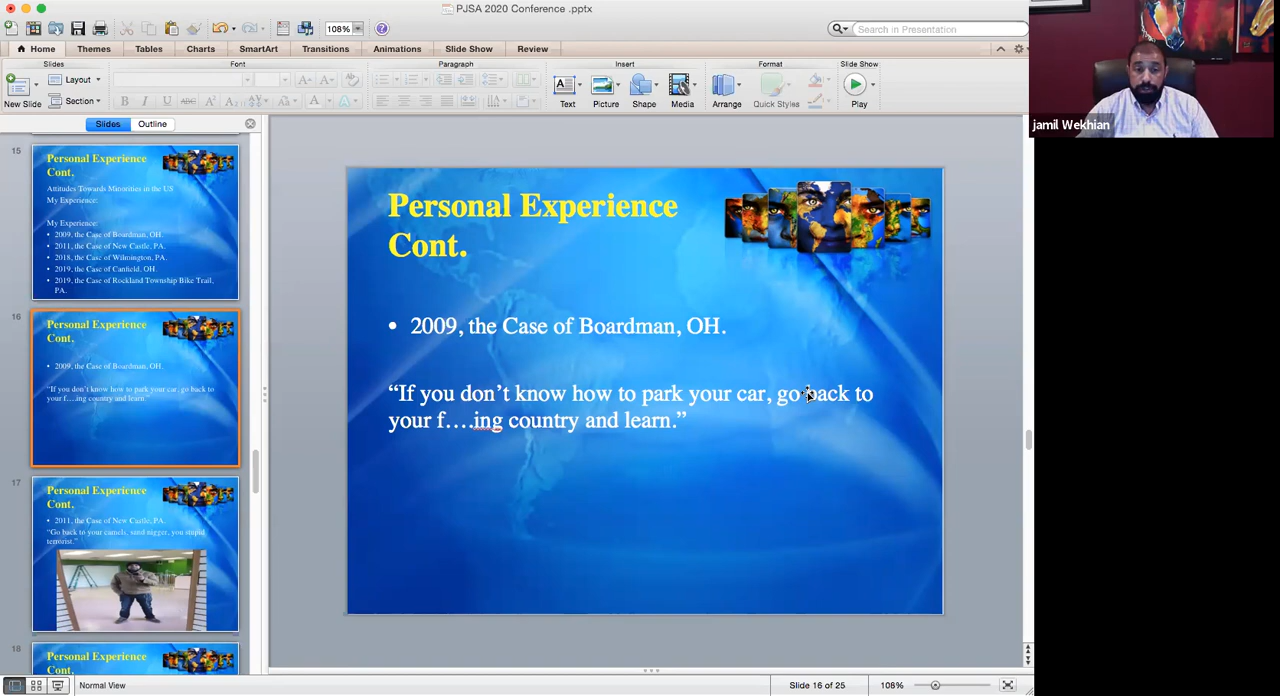 PJSA 2020 Conference .pptx
108%
Search in Presentation
Home Themes Tables Charts SmartArt Transitions Animations Slide Show Review
Slides Font Paragraph Insert Format Slide Show
New Slide Layout Section
B I U ABC A² A₂
Text Picture Shape Media Arrange Quick Styles Play
Slides Outline
15
Personal Experience
Cont.
Attitudes Towards Minorities in the US
My Experience:
My Experience:
• 2009, the Case of Boardman, OH.
• 2011, the Case of New Castle, PA.
• 2018, the Case of Wilmington, PA.
• 2019, the Case of Canfield, OH.
• 2019, the Case of Rockland Township Bike Trail,
PA.
16
Personal Experience
Cont.
• 2009, the Case of Boardman, OH.
“If you don’t know how to park your car, go back to
your f….ing country and learn.”
17
Personal Experience
Cont.
• 2011, the Case of New Castle, PA.
“Go back to your camels, sand nigger, you stupid
terrorist.”
18
Personal Experience
Cont.
Personal Experience
Cont.
• 2009, the Case of Boardman, OH.
“If you don’t know how to park your car, go back to
your f….ing country and learn.”
jamil Wekhian
Normal View
Slide 16 of 25
108%